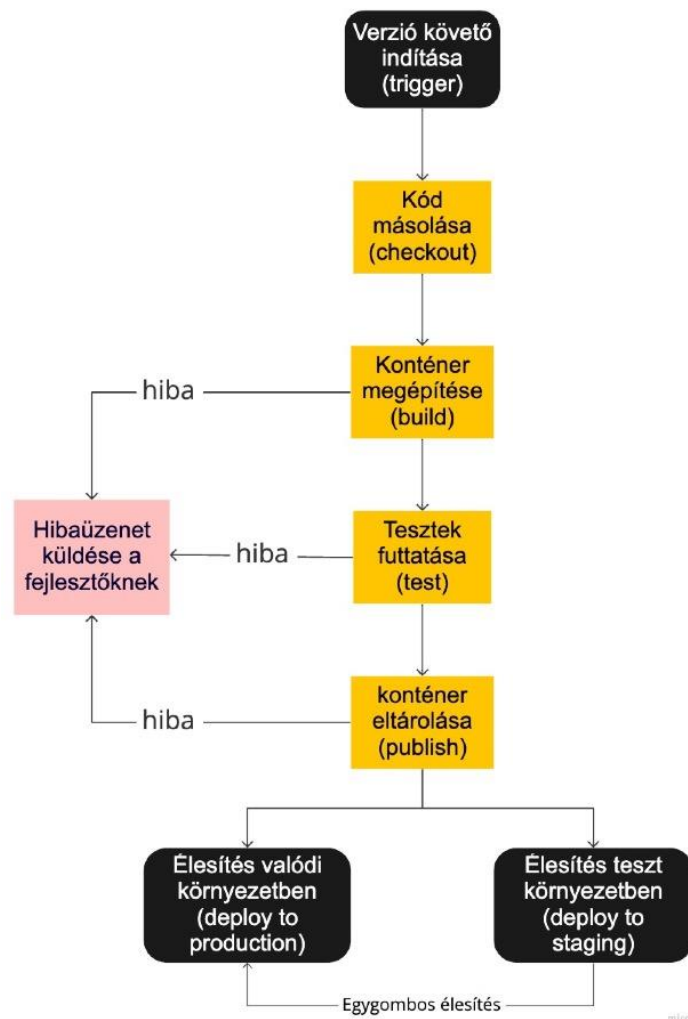 Verzió követő
indítása
(trigger)
Kód
másolása
(checkout)
Konténer
megépítése
(build)
hiba
Hibaüzenet
küldése a
fejlesztőknek
hiba
Tesztek
futtatása
(test)
hiba
konténer
eltárolása
(publish)
Élesítés valódi
környezetben
(deploy to
production)
Élesítés teszt
környezetben
(deploy to
staging)
Egygombos élesítés